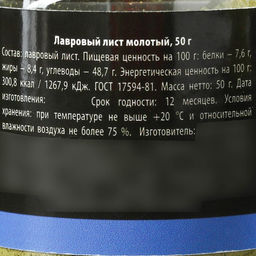 Лавровый лист молотый, 50 г
Состав: лавровый лист. Пищевая ценность на 100 г: белки – 7,6 г,
жиры – 8,4 г, углеводы – 48,7 г. Энергетическая ценность на 100 г:
300,8 ккал / 1267,9 кДж. ГОСТ 17594-81. Масса нетто – 50 г. Дата
изготовления: Срок годности: 12 месяцев. Условия
хранения: при температуре не выше +20 °С и относительной
влажности воздуха не более 75 %. Изготовитель: